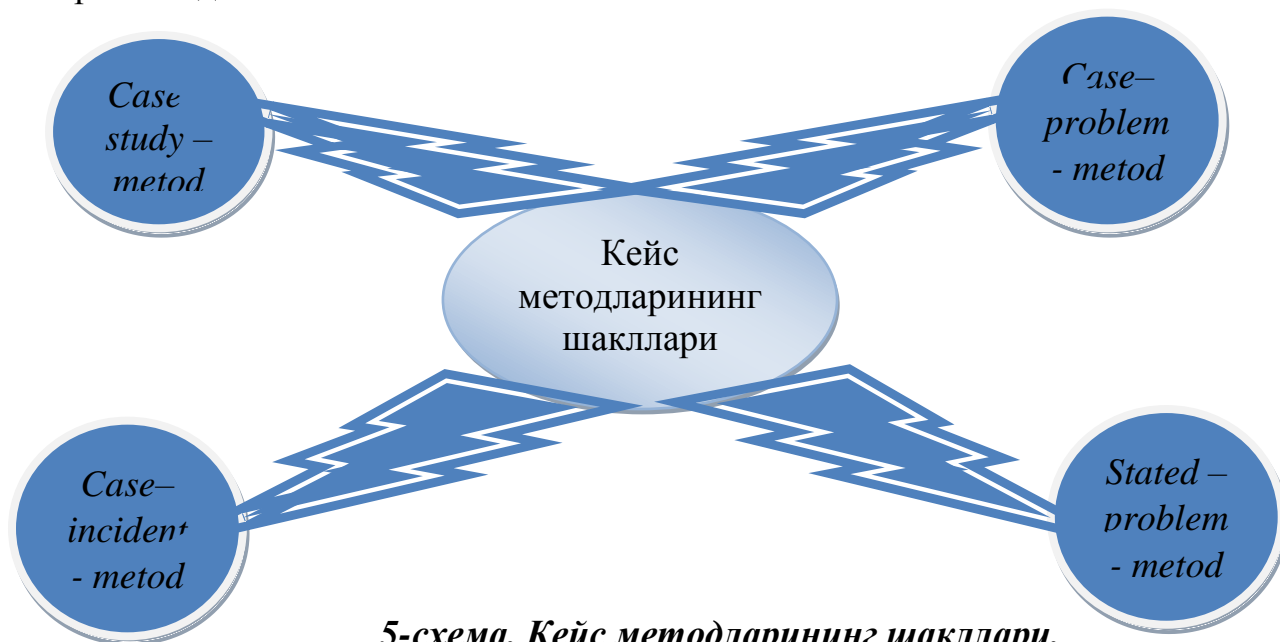 Case
study –
metod
Case–
problem
- metod
Кейс
методларининг
шакллари
Case–
incident
- metod
Stated –
problem
- metod
5-схема. Кейс методларининг шакллари.